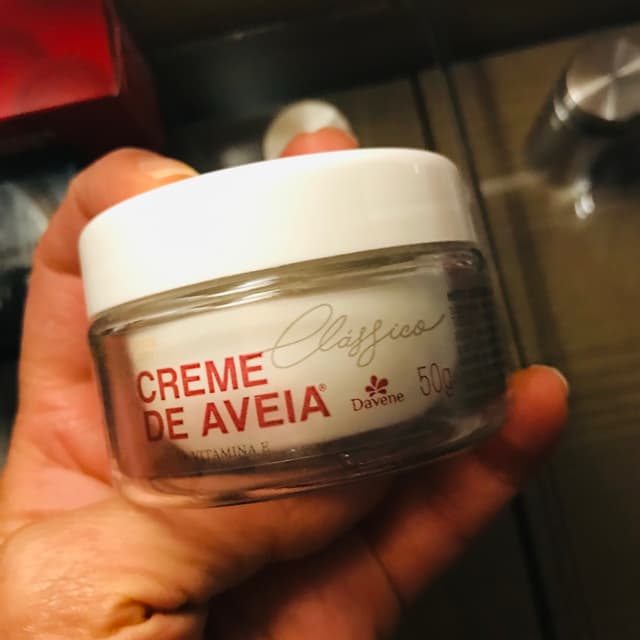 Clássico
CREME
DE AVEIA®
Davene
50g
VITAMINA E